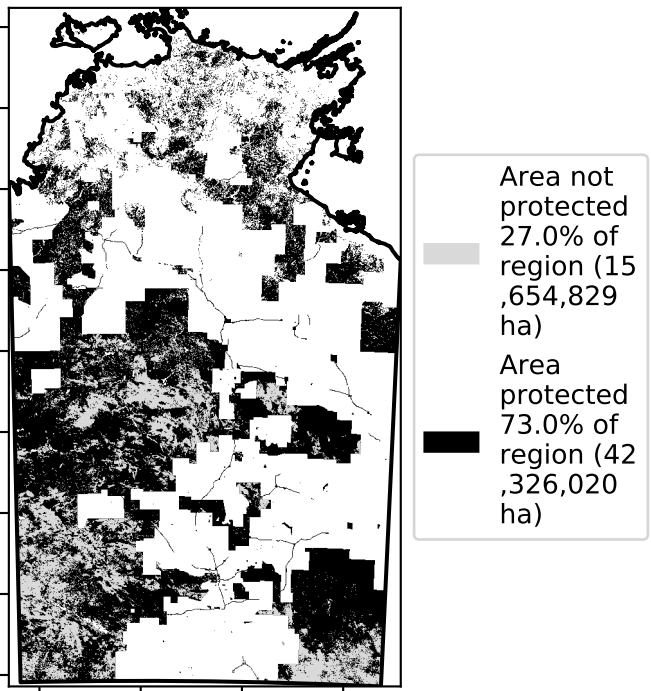 Area not
protected
27.0% of
region (15
,654,829
ha)
Area
protected
73.0% of
region (42
,326,020
ha)